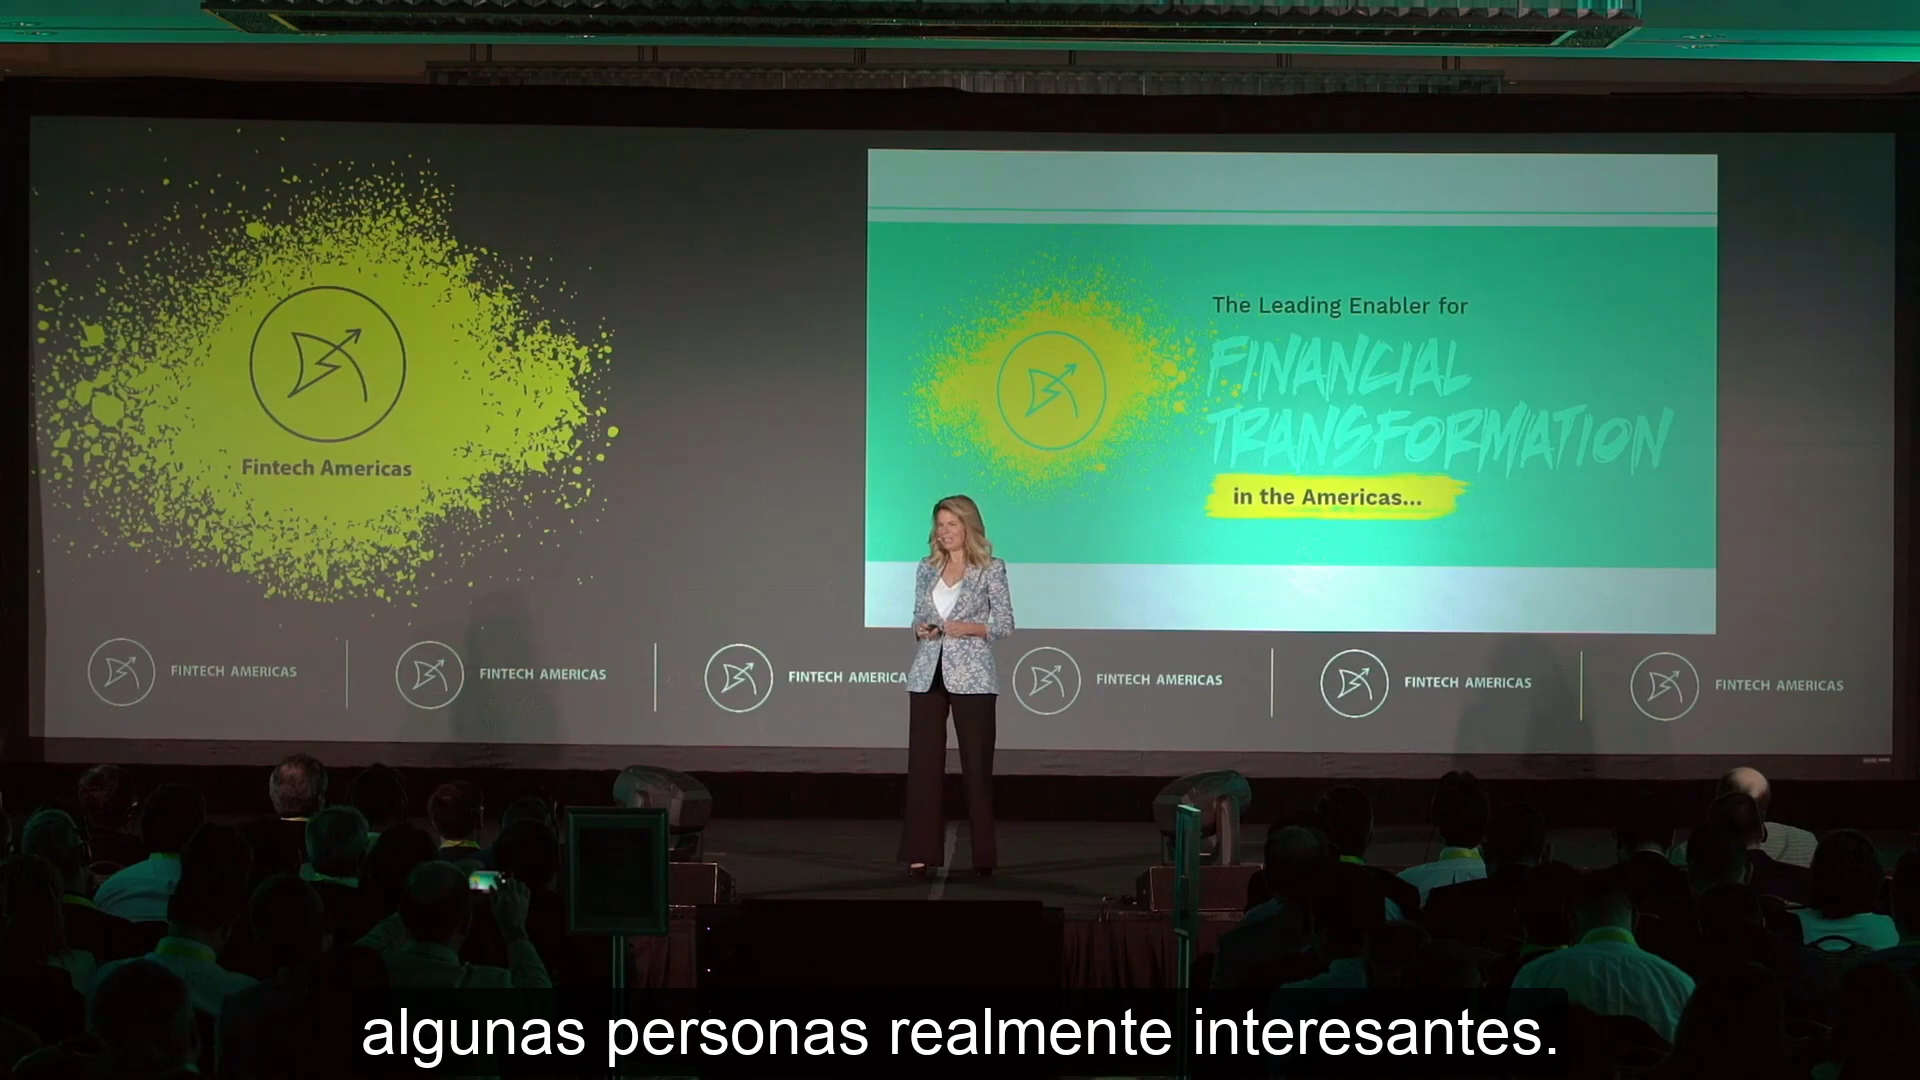 The Leading Enabler for
FINANCIAL
TRANSFORMATION
in the Americas...
Fintech Americas
FINTECH AMERICAS
FINTECH AMERICAS
FINTECH AMERICA
FINTECH AMERICAS
FINTECH AMERICAS
FINTECH AMERICAS
algunas personas realmente interesantes.